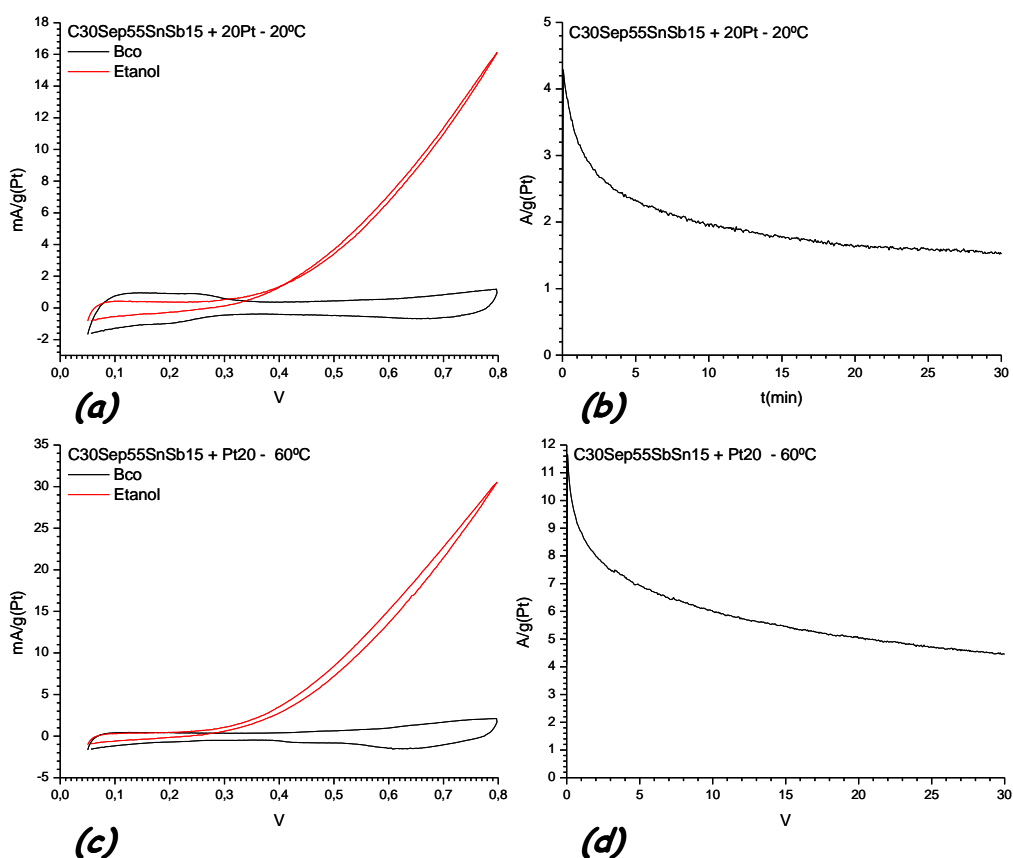 C30Sep55SnSb15 + 20Pt - 20ºC
Bco
Etanol
mA/g(Pt)
18
16
14
12
10
8
6
4
2
0
-2
0,0 0,1 0,2 0,3 0,4 0,5 0,6 0,7 0,8
V
(a)
C30Sep55SnSb15 + 20Pt - 20ºC
A/g(Pt)
5
4
3
2
1
0
0 5 10 15 20 25 30
t(min)
(b)
C30Sep55SnSb15 + Pt20 - 60ºC
Bco
Etanol
mA/g(Pt)
35
30
25
20
15
10
5
0
-5
0,0 0,1 0,2 0,3 0,4 0,5 0,6 0,7 0,8
V
(c)
C30Sep55SbSn15 + Pt20 - 60ºC
A/g(Pt)
12
11
10
9
8
7
6
5
4
3
2
1
0
0 5 10 15 20 25 30
V
(d)